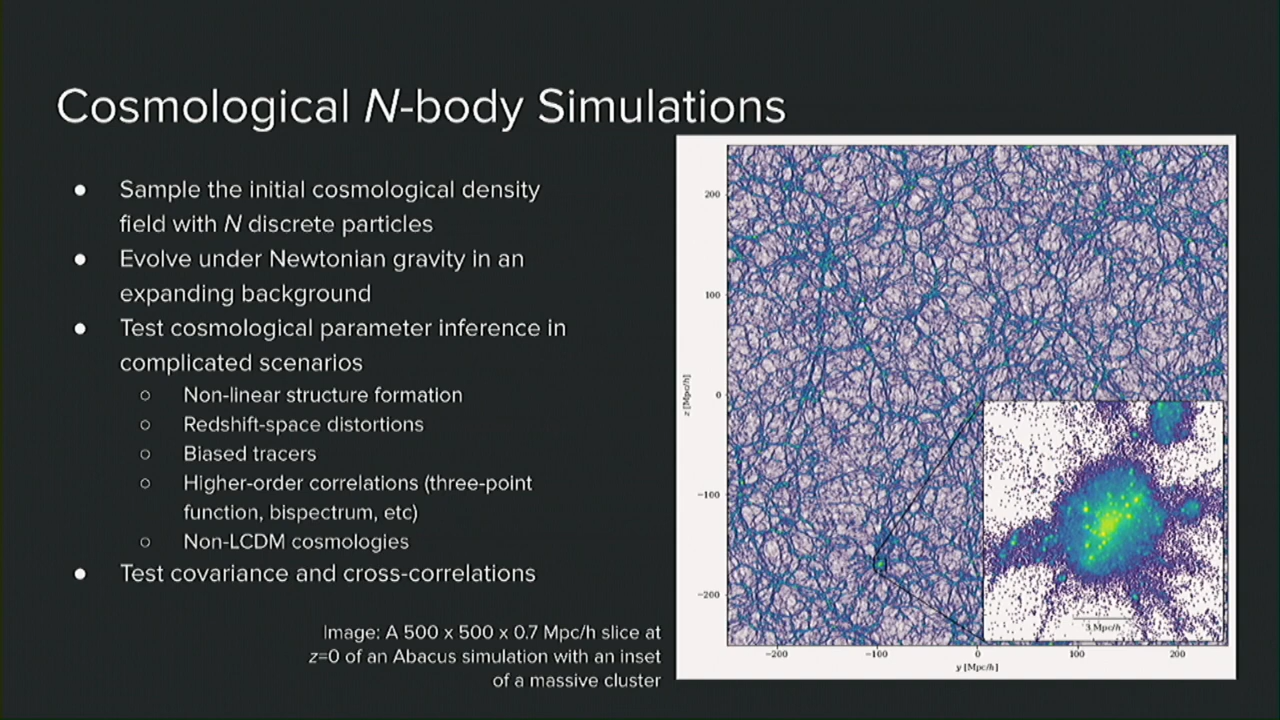 Cosmological N-body Simulations
● Sample the initial cosmological density
field with N discrete particles
● Evolve under Newtonian gravity in an
expanding background
● Test cosmological parameter inference in
complicated scenarios
○ Non-linear structure formation
○ Redshift-space distortions
○ Biased tracers
○ Higher-order correlations (three-point
function, bispectrum, etc)
○ Non-LCDM cosmologies
● Test covariance and cross-correlations
Image: A 500 x 500 x 0.7 Mpc/h slice at
z=0 of an Abacus simulation with an inset
of a massive cluster
200
100
0
−100
−200
z [Mpc/h]
3 Mpc/h
−200 −100 0 100 200
y [Mpc/h]